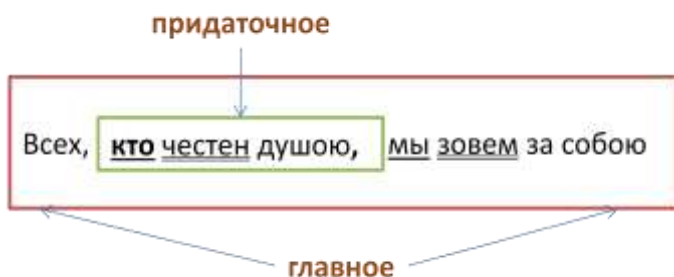 придаточное
Всех, кто честен душою, мы зовем за собою
главное